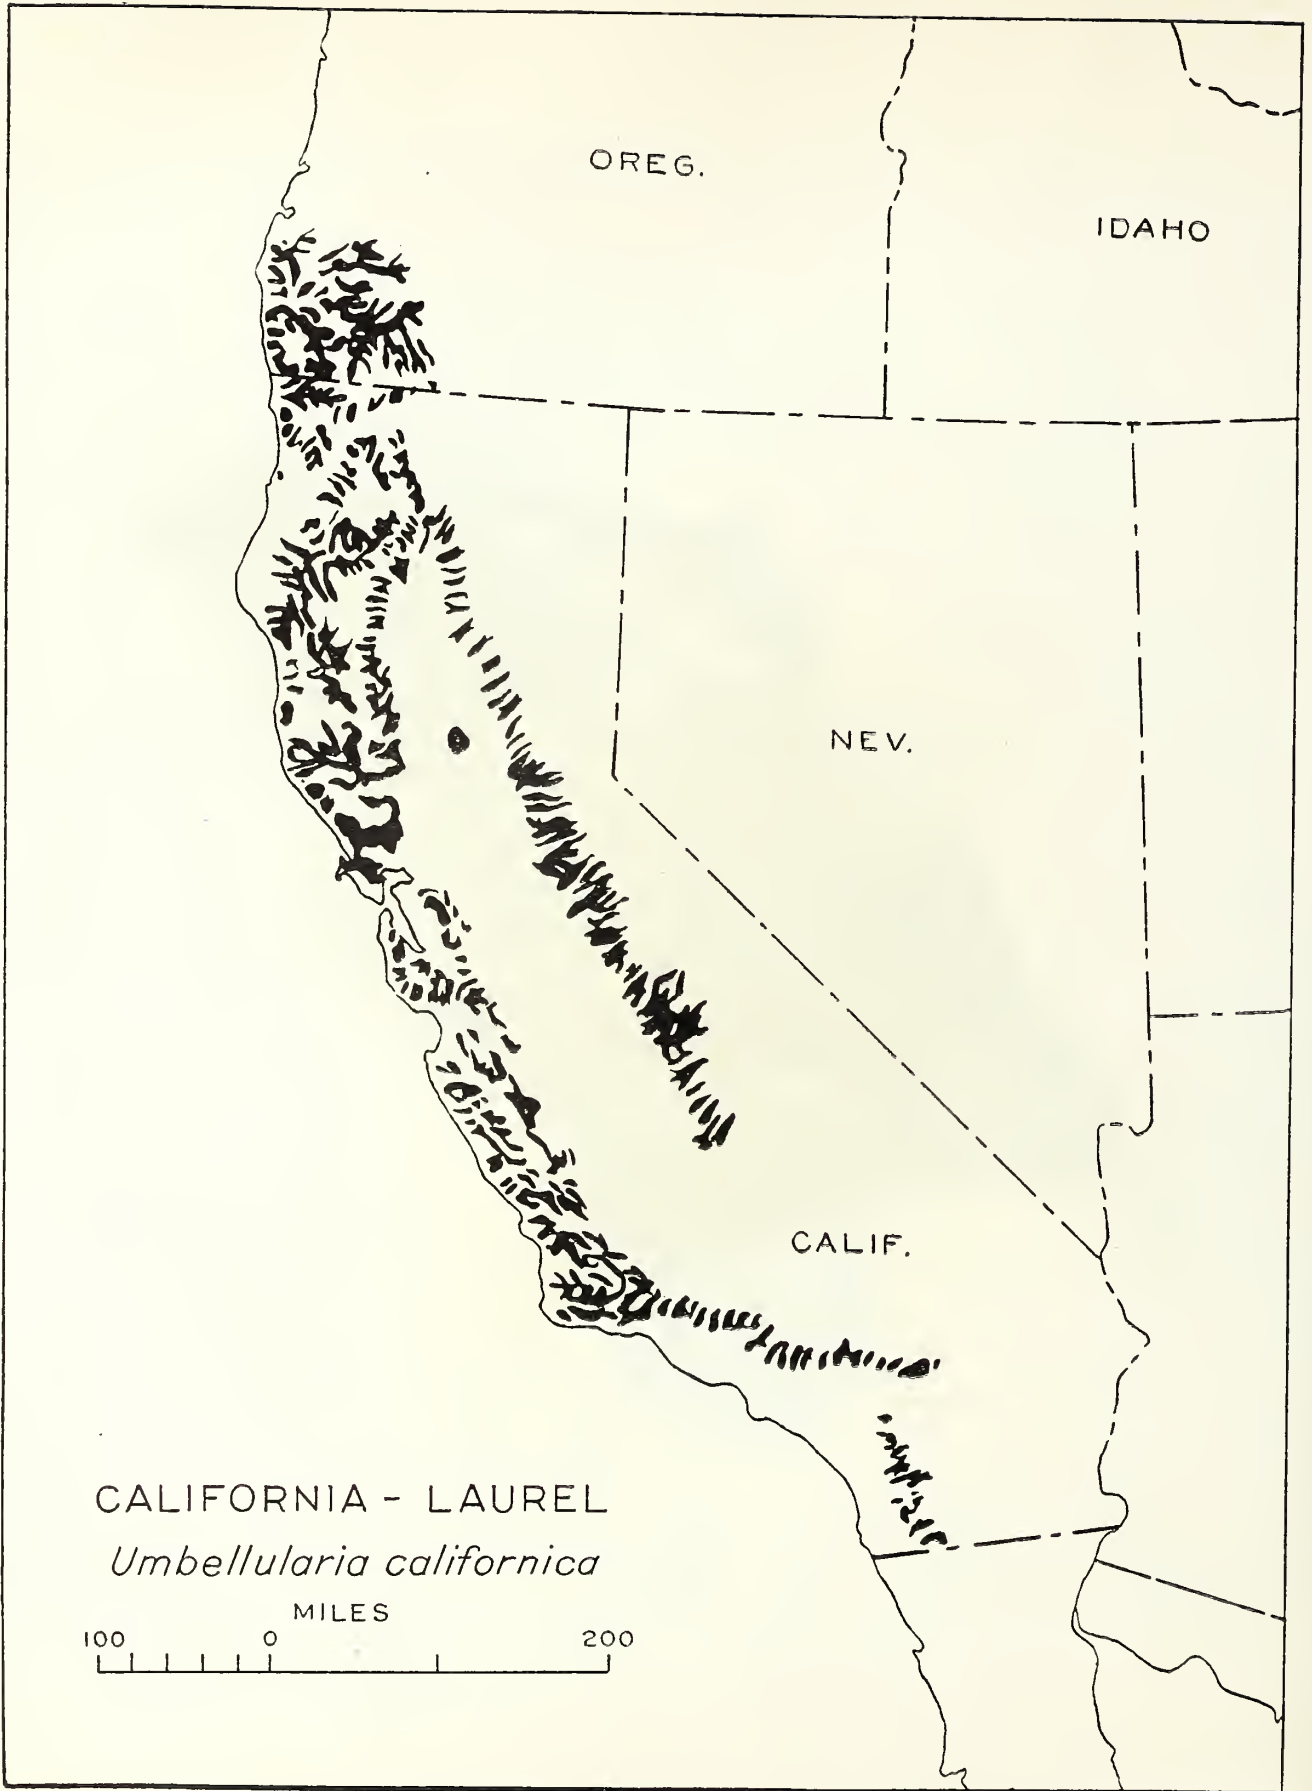 OREG.
IDAHO
NEV.
CALIF.
CALIFORNIA - LAUREL
Umbellularia californica
MILES
100 0 200